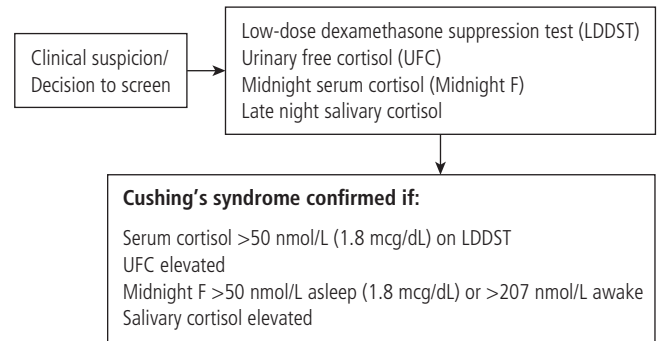 Clinical suspicion/
Decision to screen
Low-dose dexamethasone suppression test (LDDST)
Urinary free cortisol (UFC)
Midnight serum cortisol (Midnight F)
Late night salivary cortisol
Cushing's syndrome confirmed if:
Serum cortisol >50 nmol/L (1.8 mcg/dL) on LDDST
UFC elevated
Midnight F >50 nmol/L asleep (1.8 mcg/dL) or >207 nmol/L awake
Salivary cortisol elevated